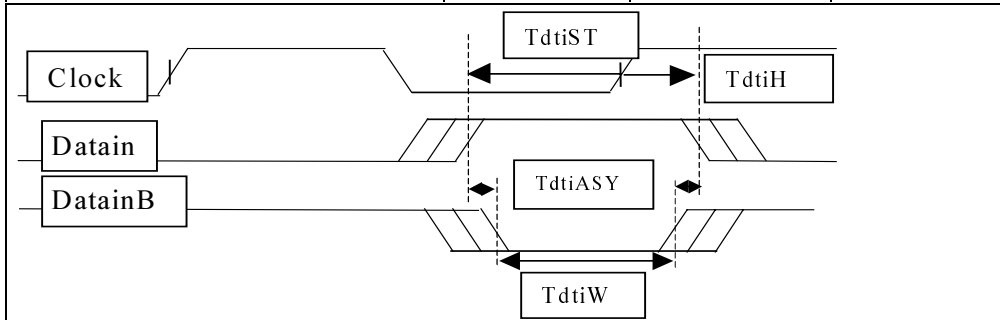 TdtiST
Clock
TdtiH
Datain
TdtiASY
DatainB
TdtiW